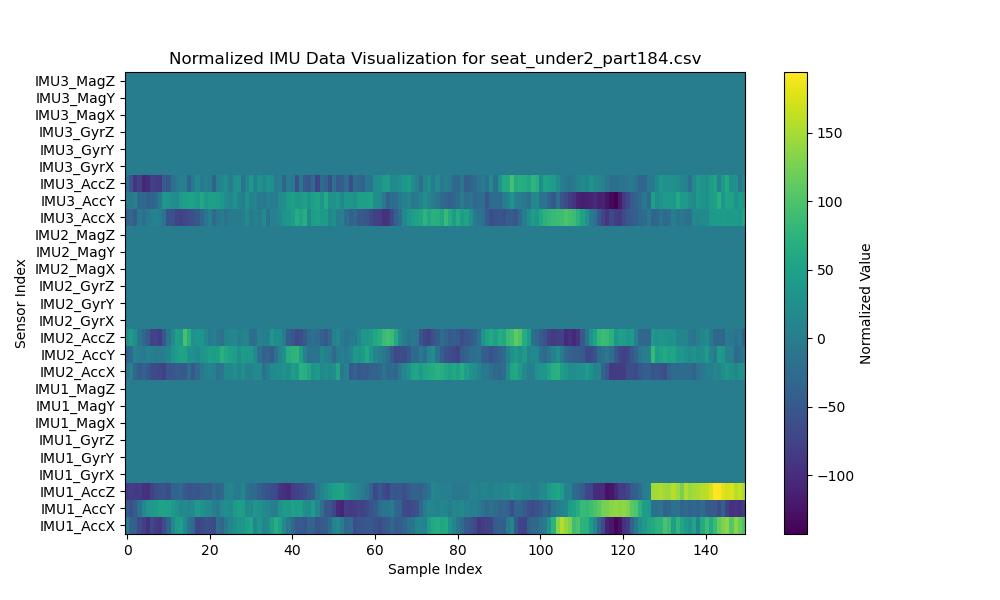 Normalized IMU Data Visualization for seat_under2_part184.csv
IMU3_MagZ
IMU3_MagY
IMU3_MagX
IMU3_GyrZ
IMU3_GyrY
IMU3_GyrX
IMU3_AccZ
IMU3_AccY
IMU3_AccX
IMU2_MagZ
IMU2_MagY
IMU2_MagX
IMU2_GyrZ
IMU2_GyrY
IMU2_GyrX
IMU2_AccZ
IMU2_AccY
IMU2_AccX
IMU1_MagZ
IMU1_MagY
IMU1_MagX
IMU1_GyrZ
IMU1_GyrY
IMU1_GyrX
IMU1_AccZ
IMU1_AccY
IMU1_AccX
Sensor Index
0 20 40 60 80 100 120 140
Sample Index
150
100
50
0
−50
−100
Normalized Value